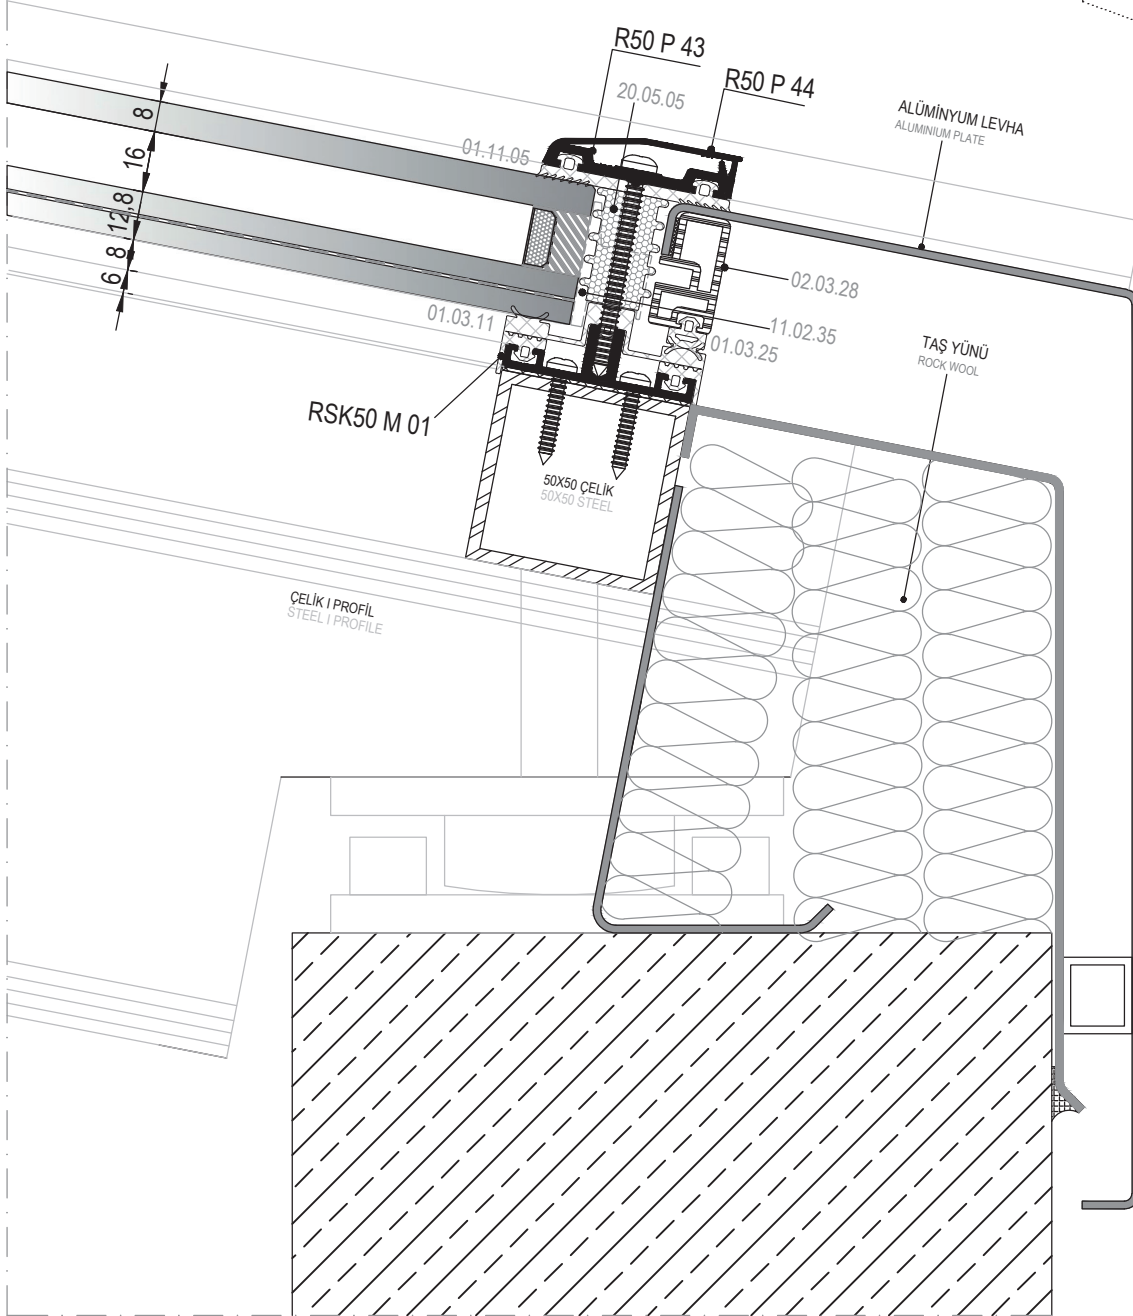 R50 P 43
R50 P 44
20.05.05
ALÜMİNYUM LEVHA
ALUMINIUM PLATE
01.11.05
8
16
12,8
8
6
02.03.28
01.03.11
11.02.35
01.03.25
TAŞ YÜNÜ
ROCK WOOL
RSK50 M 01
50X50 ÇELİK
50X50 STEEL
ÇELİK I PROFİL
STEEL I PROFILE